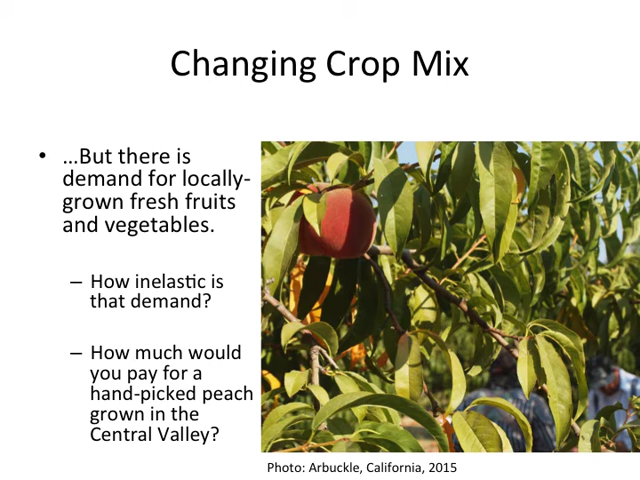 Changing Crop Mix
• …But there is
demand for locally-
grown fresh fruits
and vegetables.
– How inelastic is
that demand?
– How much would
you pay for a
hand-picked peach
grown in the
Central Valley?
Photo: Arbuckle, California, 2015